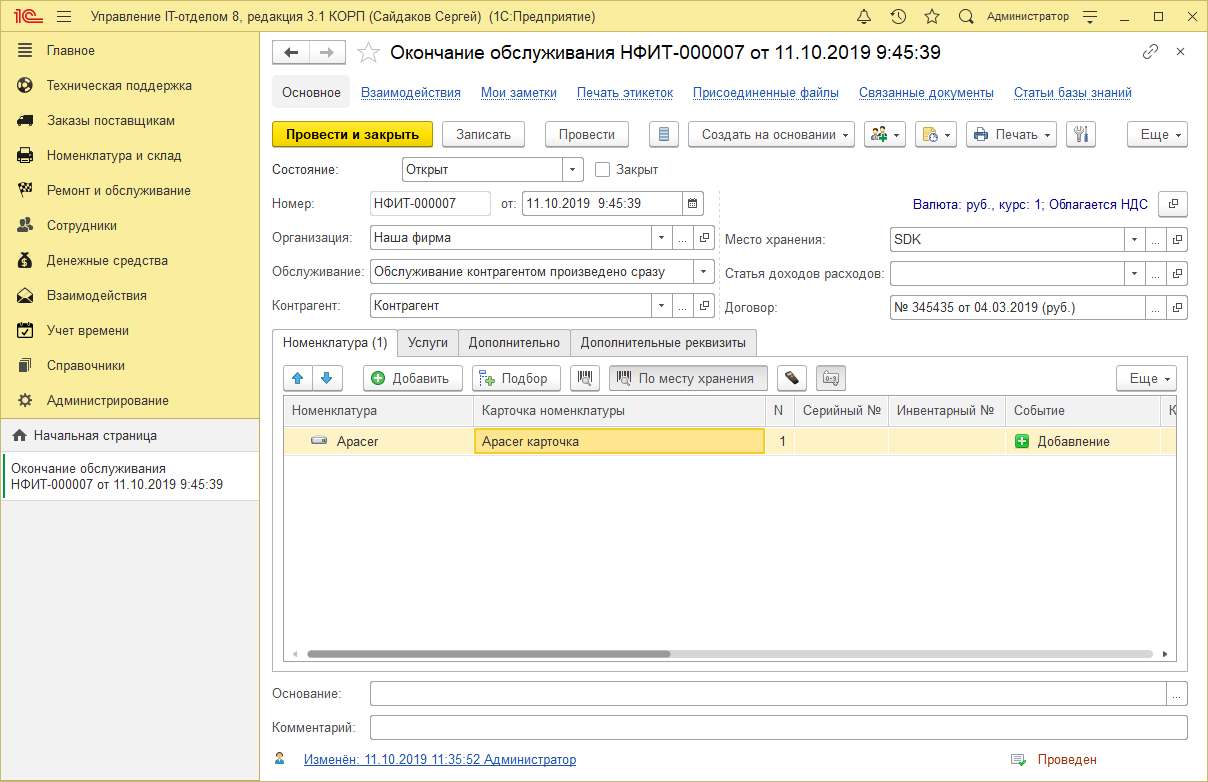 1С Управление IT-отделом 8, редакция 3.1 КОРП (Сайдаков Сергей) (1С:Предприятие) Администратор
Главное
Техническая поддержка
Заказы поставщикам
Номенклатура и склад
Ремонт и обслуживание
Сотрудники
Денежные средства
Взаимодействия
Учет времени
Справочники
Администрирование
Начальная страница
Окончание обслуживания
НФИТ-000007 от 11.10.2019 9:45:39
Окончание обслуживания НФИТ-000007 от 11.10.2019 9:45:39
Основное Взаимодействия Мои заметки Печать этикеток Присоединенные файлы Связанные документы Статьи базы знаний
Провести и закрыть Записать Провести Создать на основании Печать Еще
Состояние: Открыт Закрыт
Номер: НФИТ-000007 от: 11.10.2019 9:45:39 Валюта: руб., курс: 1; Облагается НДС
Организация: Наша фирма ... Место хранения: SDK ...
Обслуживание: Обслуживание контрагентом произведено сразу Статья доходов расходов: ...
Контрагент: Контрагент ... Договор: № 345435 от 04.03.2019 (руб.) ...
Номенклатура (1) Услуги Дополнительно Дополнительные реквизиты
Добавить Подбор По месту хранения Еще
Номенклатура Карточка номенклатуры N Серийный № Инвентарный № Событие К
Apacer Apacer карточка 1 Добавление
Основание: ...
Комментарий:
Изменён: 11.10.2019 11:35:52 Администратор Проведен